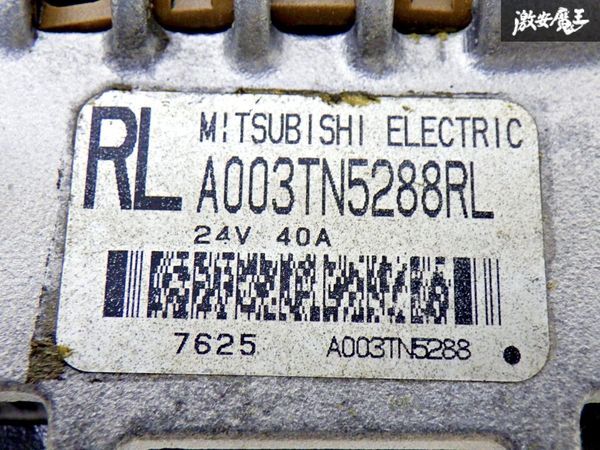 激安魔王
RL
MITSUBISHI ELECTRIC
A003TN5288RL
24V 40A
7625 A003TN5288